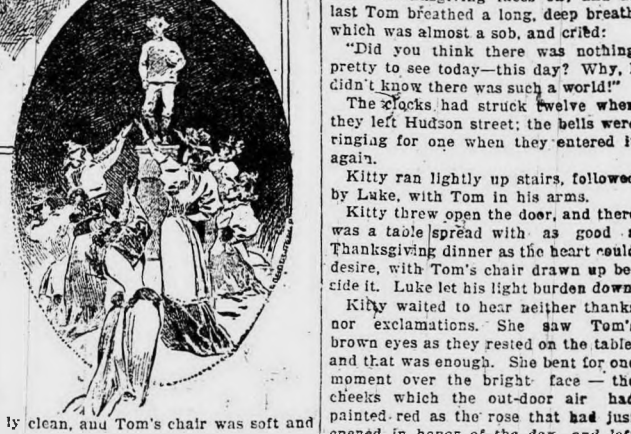 ly clean, and Tom's chair was soft and
last Tom breathed a long, deep breath
which was almost a sob, and cried:
"Did you think there was nothing
pretty to see today—this day? Why,
didn't know there was such a world!"
The clocks had struck twelve when
they left Hudson street; the bells were
ringing for one when they entered it
again.
Kitty ran lightly up stairs, followed
by Luke, with Tom in his arms.
Kitty threw open the door, and there
was a table spread with as good a
Thanksgiving dinner as the heart could
desire, with Tom's chair drawn up be
side it. Luke let his light burden down
Kitty waited to hear neither thanks
nor exclamations. She saw Tom's
brown eyes as they rested on the table
and that was enough. She bent for one
moment over the bright face — the
cheeks which the out-door air had
painted red as the rose that had just
opened in honor of the day, and left